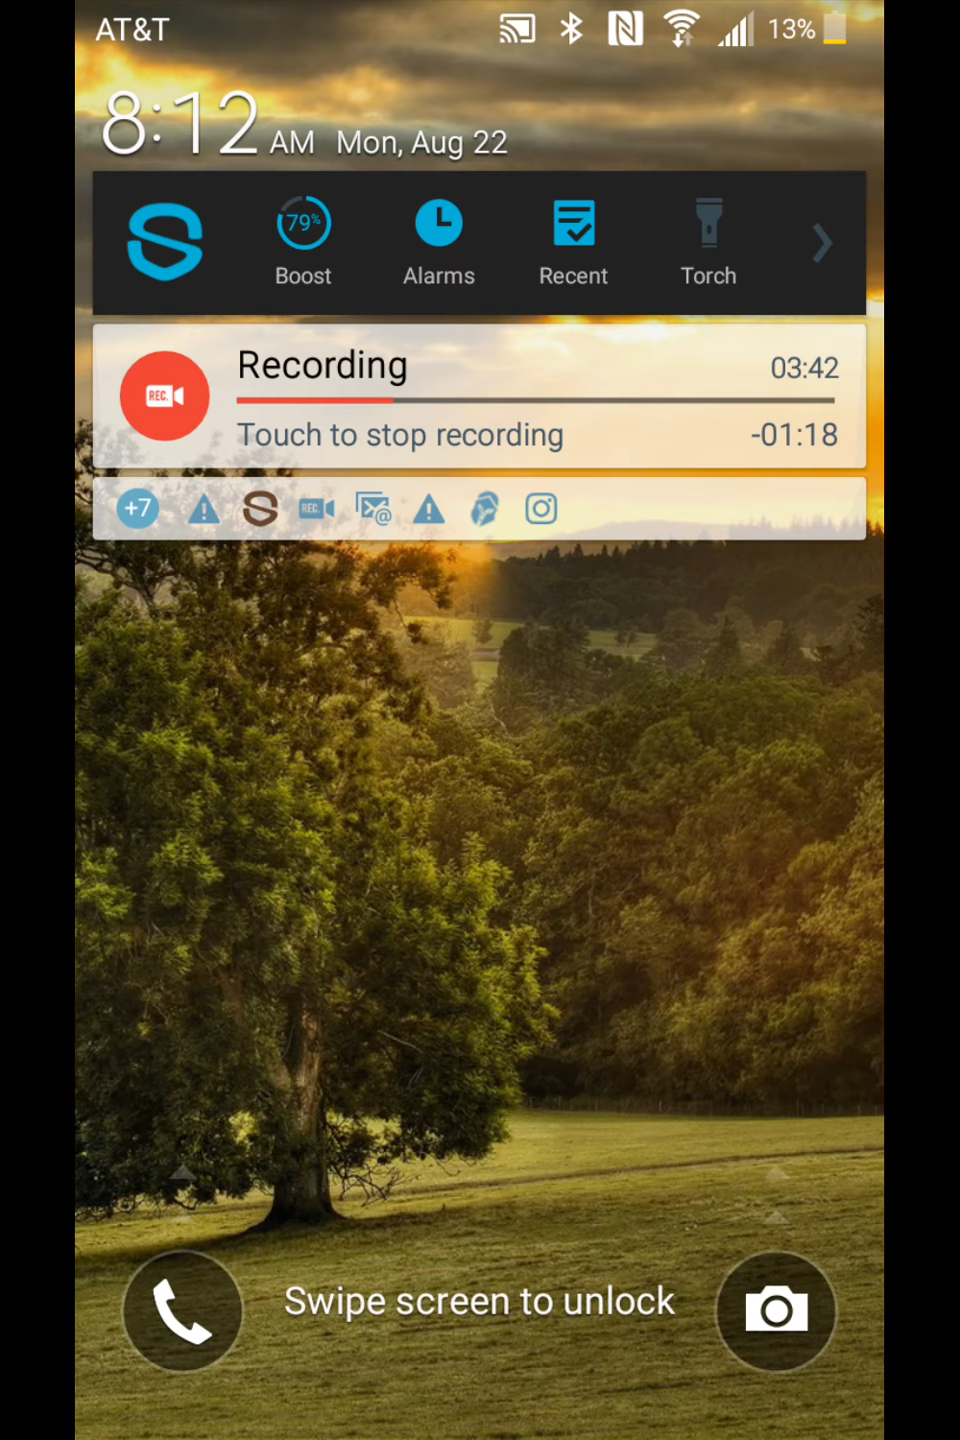 AT&T 13%
8:12 AM Mon, Aug 22
79%
Boost Alarms Recent Torch
Recording 03:42
REC.
Touch to stop recording -01:18
+7 REC. @
Swipe screen to unlock